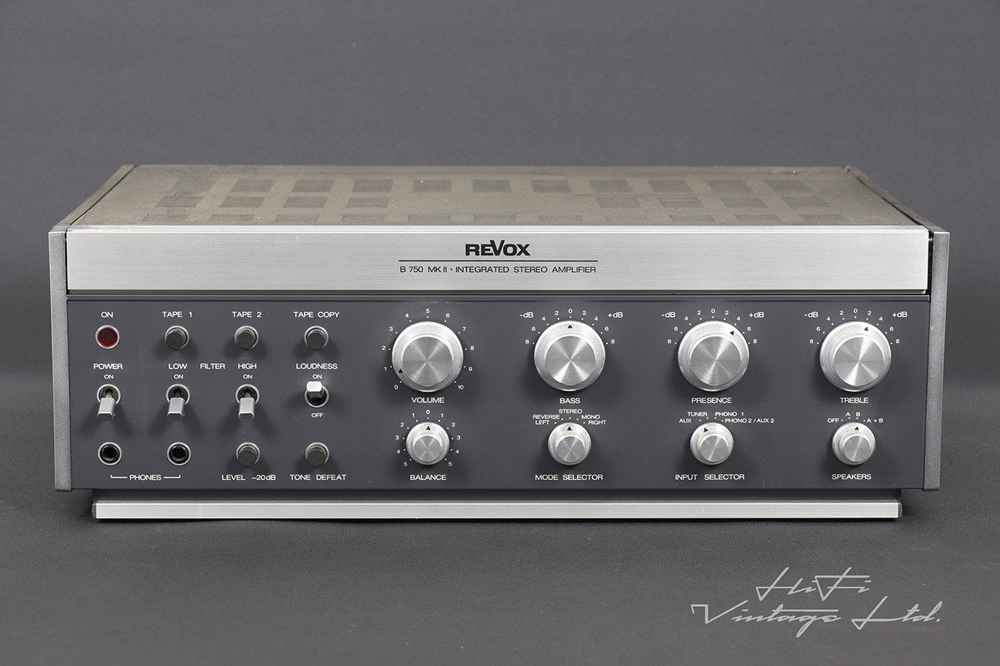 REVOX
B 750 MK II • INTEGRATED STEREO AMPLIFIER
ON TAPE 1 TAPE 2 TAPE COPY
POWER LOW FILTER HIGH LOUDNESS
ON ON ON ON
OFF
PHONES LEVEL -20dB TONE DEFEAT
0 1 2 3 4 5 6 7 8 9 10
VOLUME
-dB 8 6 4 2 0 2 4 6 8 +dB
BASS
-dB 8 6 4 2 0 2 4 6 8 +dB
PRESENCE
-dB 8 6 4 2 0 2 4 6 8 +dB
TREBLE
5 4 3 2 1 0 1 2 3 4 5
BALANCE
STEREO
REVERSE MONO
LEFT RIGHT
MODE SELECTOR
TUNER PHONO 1
AUX PHONO 2 / AUX 2
INPUT SELECTOR
A B
OFF A + B
SPEAKERS
HiFi
Vintage Ltd.